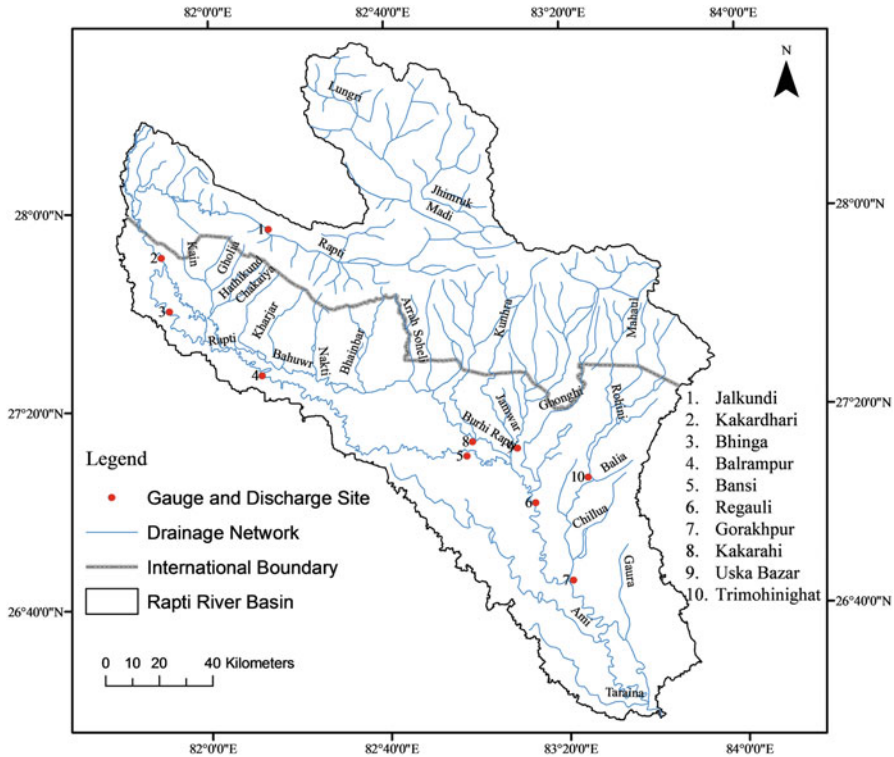 82°0'0"E 82°40'0"E 83°20'0"E 84°0'0"E
N
Lungri
Jhimruk
Madi
28°0'0"N 28°0'0"N
1
Rapti
2
Kain
Gholia
Hathikund
Chakatya
3
Rapti
Kharjar
Bahuwr
Nakti
Bhainbar
Arrah
Soheli
Kunhra
Mahaul
4
27°20'0"N 27°20'0"N
Jamwar
Ghonghi
Rohini
Burhi Rapti
8
9
5
Balia
10
6
Chillua
7
Gaura
Ami
Taraina
1. Jalkundi
2. Kakardhari
3. Bhinga
4. Balrampur
5. Bansi
6. Regauli
7. Gorakhpur
8. Kakarahi
9. Uska Bazar
10. Trimohinighat
Legend
Gauge and Discharge Site
Drainage Network
International Boundary
Rapti River Basin
26°40'0"N 26°40'0"N
0 10 20 40 Kilometers
82°0'0"E 82°40'0"E 83°20'0"E 84°0'0"E